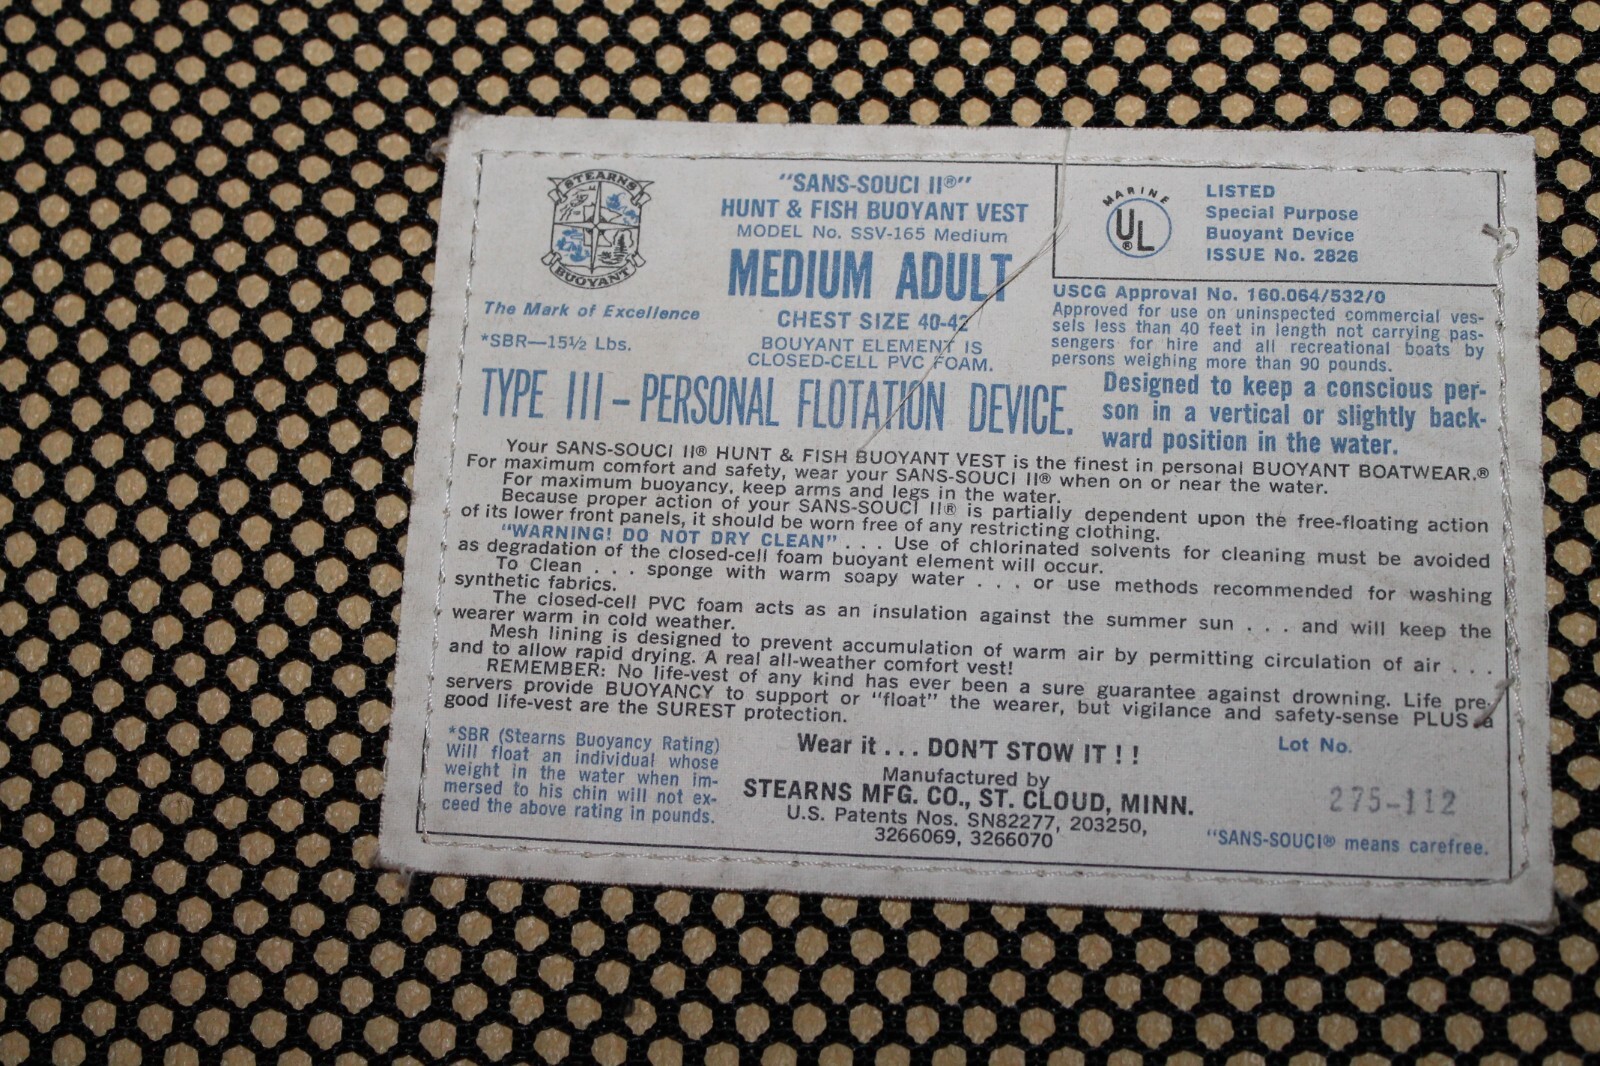 STEARNS
BUOYANT
The Mark of Excellence
*SBR—15½ Lbs.
"SANS-SOUCI II®"
HUNT & FISH BUOYANT VEST
MODEL No. SSV-165 Medium
MEDIUM ADULT
CHEST SIZE 40-42
BOUYANT ELEMENT IS
CLOSED-CELL PVC FOAM.
MARINE
UL®
LISTED
Special Purpose
Buoyant Device
ISSUE No. 2826
USCG Approval No. 160.064/532/0
Approved for use on uninspected commercial ves-
sels less than 40 feet in length not carrying pas-
sengers for hire and all recreational boats by
persons weighing more than 90 pounds.
TYPE III – PERSONAL FLOTATION DEVICE.
Designed to keep a conscious per-
son in a vertical or slightly back-
ward position in the water.
Your SANS-SOUCI II® HUNT & FISH BUOYANT VEST is the finest in personal BUOYANT BOATWEAR.®
For maximum comfort and safety, wear your SANS-SOUCI II® when on or near the water.
For maximum buoyancy, keep arms and legs in the water.
Because proper action of your SANS-SOUCI II® is partially dependent upon the free-floating action
of its lower front panels, it should be worn free of any restricting clothing.
"WARNING! DO NOT DRY CLEAN" . . . Use of chlorinated solvents for cleaning must be avoided
as degradation of the closed-cell foam buoyant element will occur.
To Clean . . . sponge with warm soapy water . . . or use methods recommended for washing
synthetic fabrics.
The closed-cell PVC foam acts as an insulation against the summer sun . . . and will keep the
wearer warm in cold weather.
Mesh lining is designed to prevent accumulation of warm air by permitting circulation of air . . .
and to allow rapid drying. A real all-weather comfort vest!
REMEMBER: No life-vest of any kind has ever been a sure guarantee against drowning. Life pre-
servers provide BUOYANCY to support or "float" the wearer, but vigilance and safety-sense PLUS a
good life-vest are the SUREST protection.
*SBR (Stearns Buoyancy Rating)
Will float an individual whose
weight in the water when im-
mersed to his chin will not ex-
ceed the above rating in pounds.
Wear it . . . DON'T STOW IT ! !
Manufactured by
STEARNS MFG. CO., ST. CLOUD, MINN.
U.S. Patents Nos. SN82277, 203250,
3266069, 3266070
Lot No.
275-112
"SANS-SOUCI® means carefree.